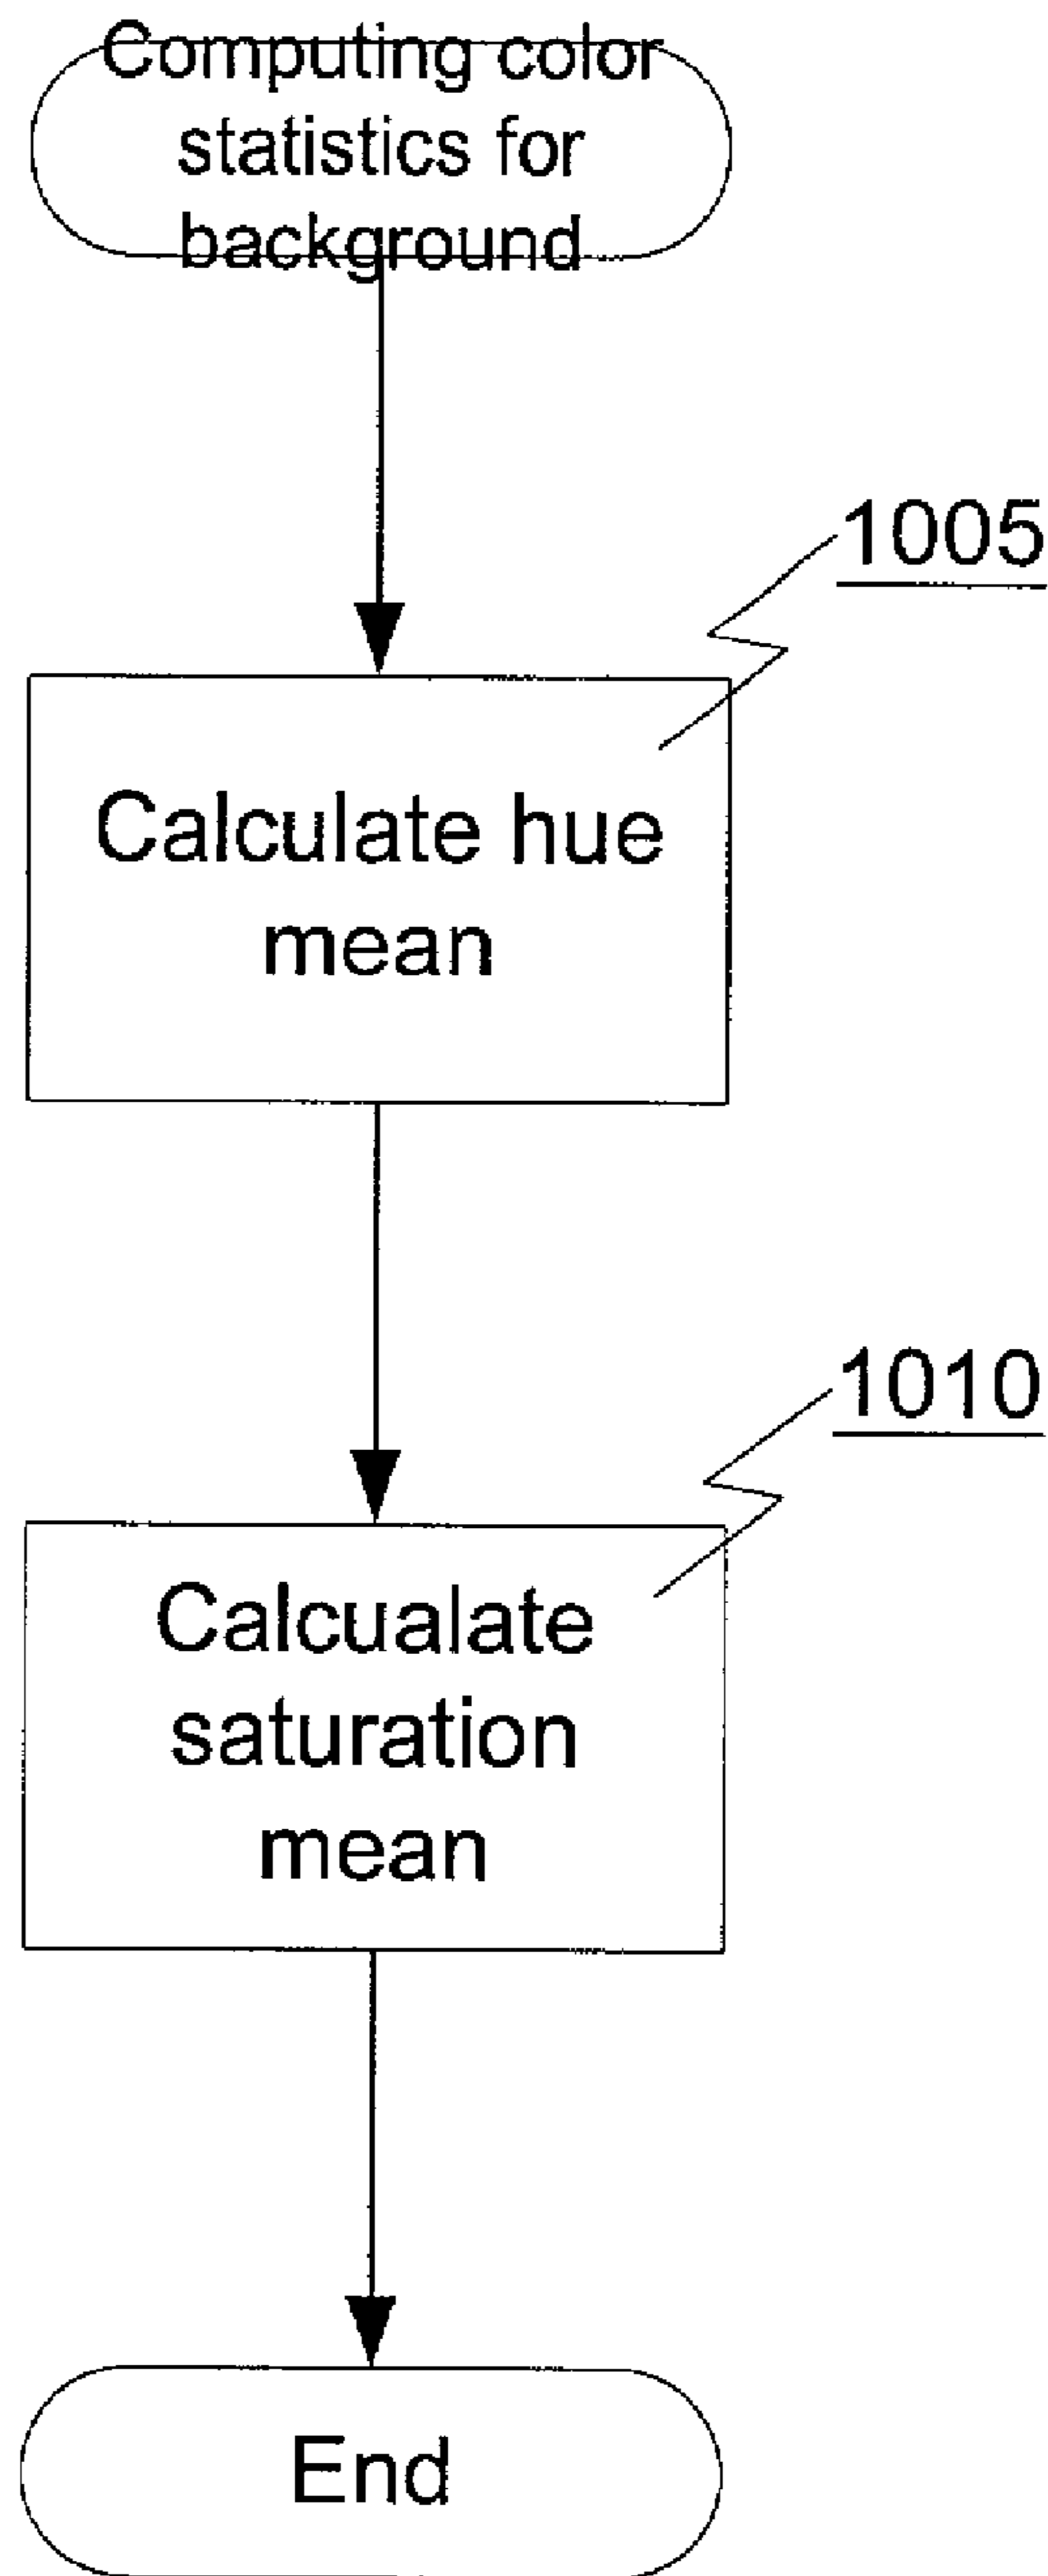 Computing color
statistics for
background
1005
Calculate hue
mean
1010
Calcualate
saturation
mean
End